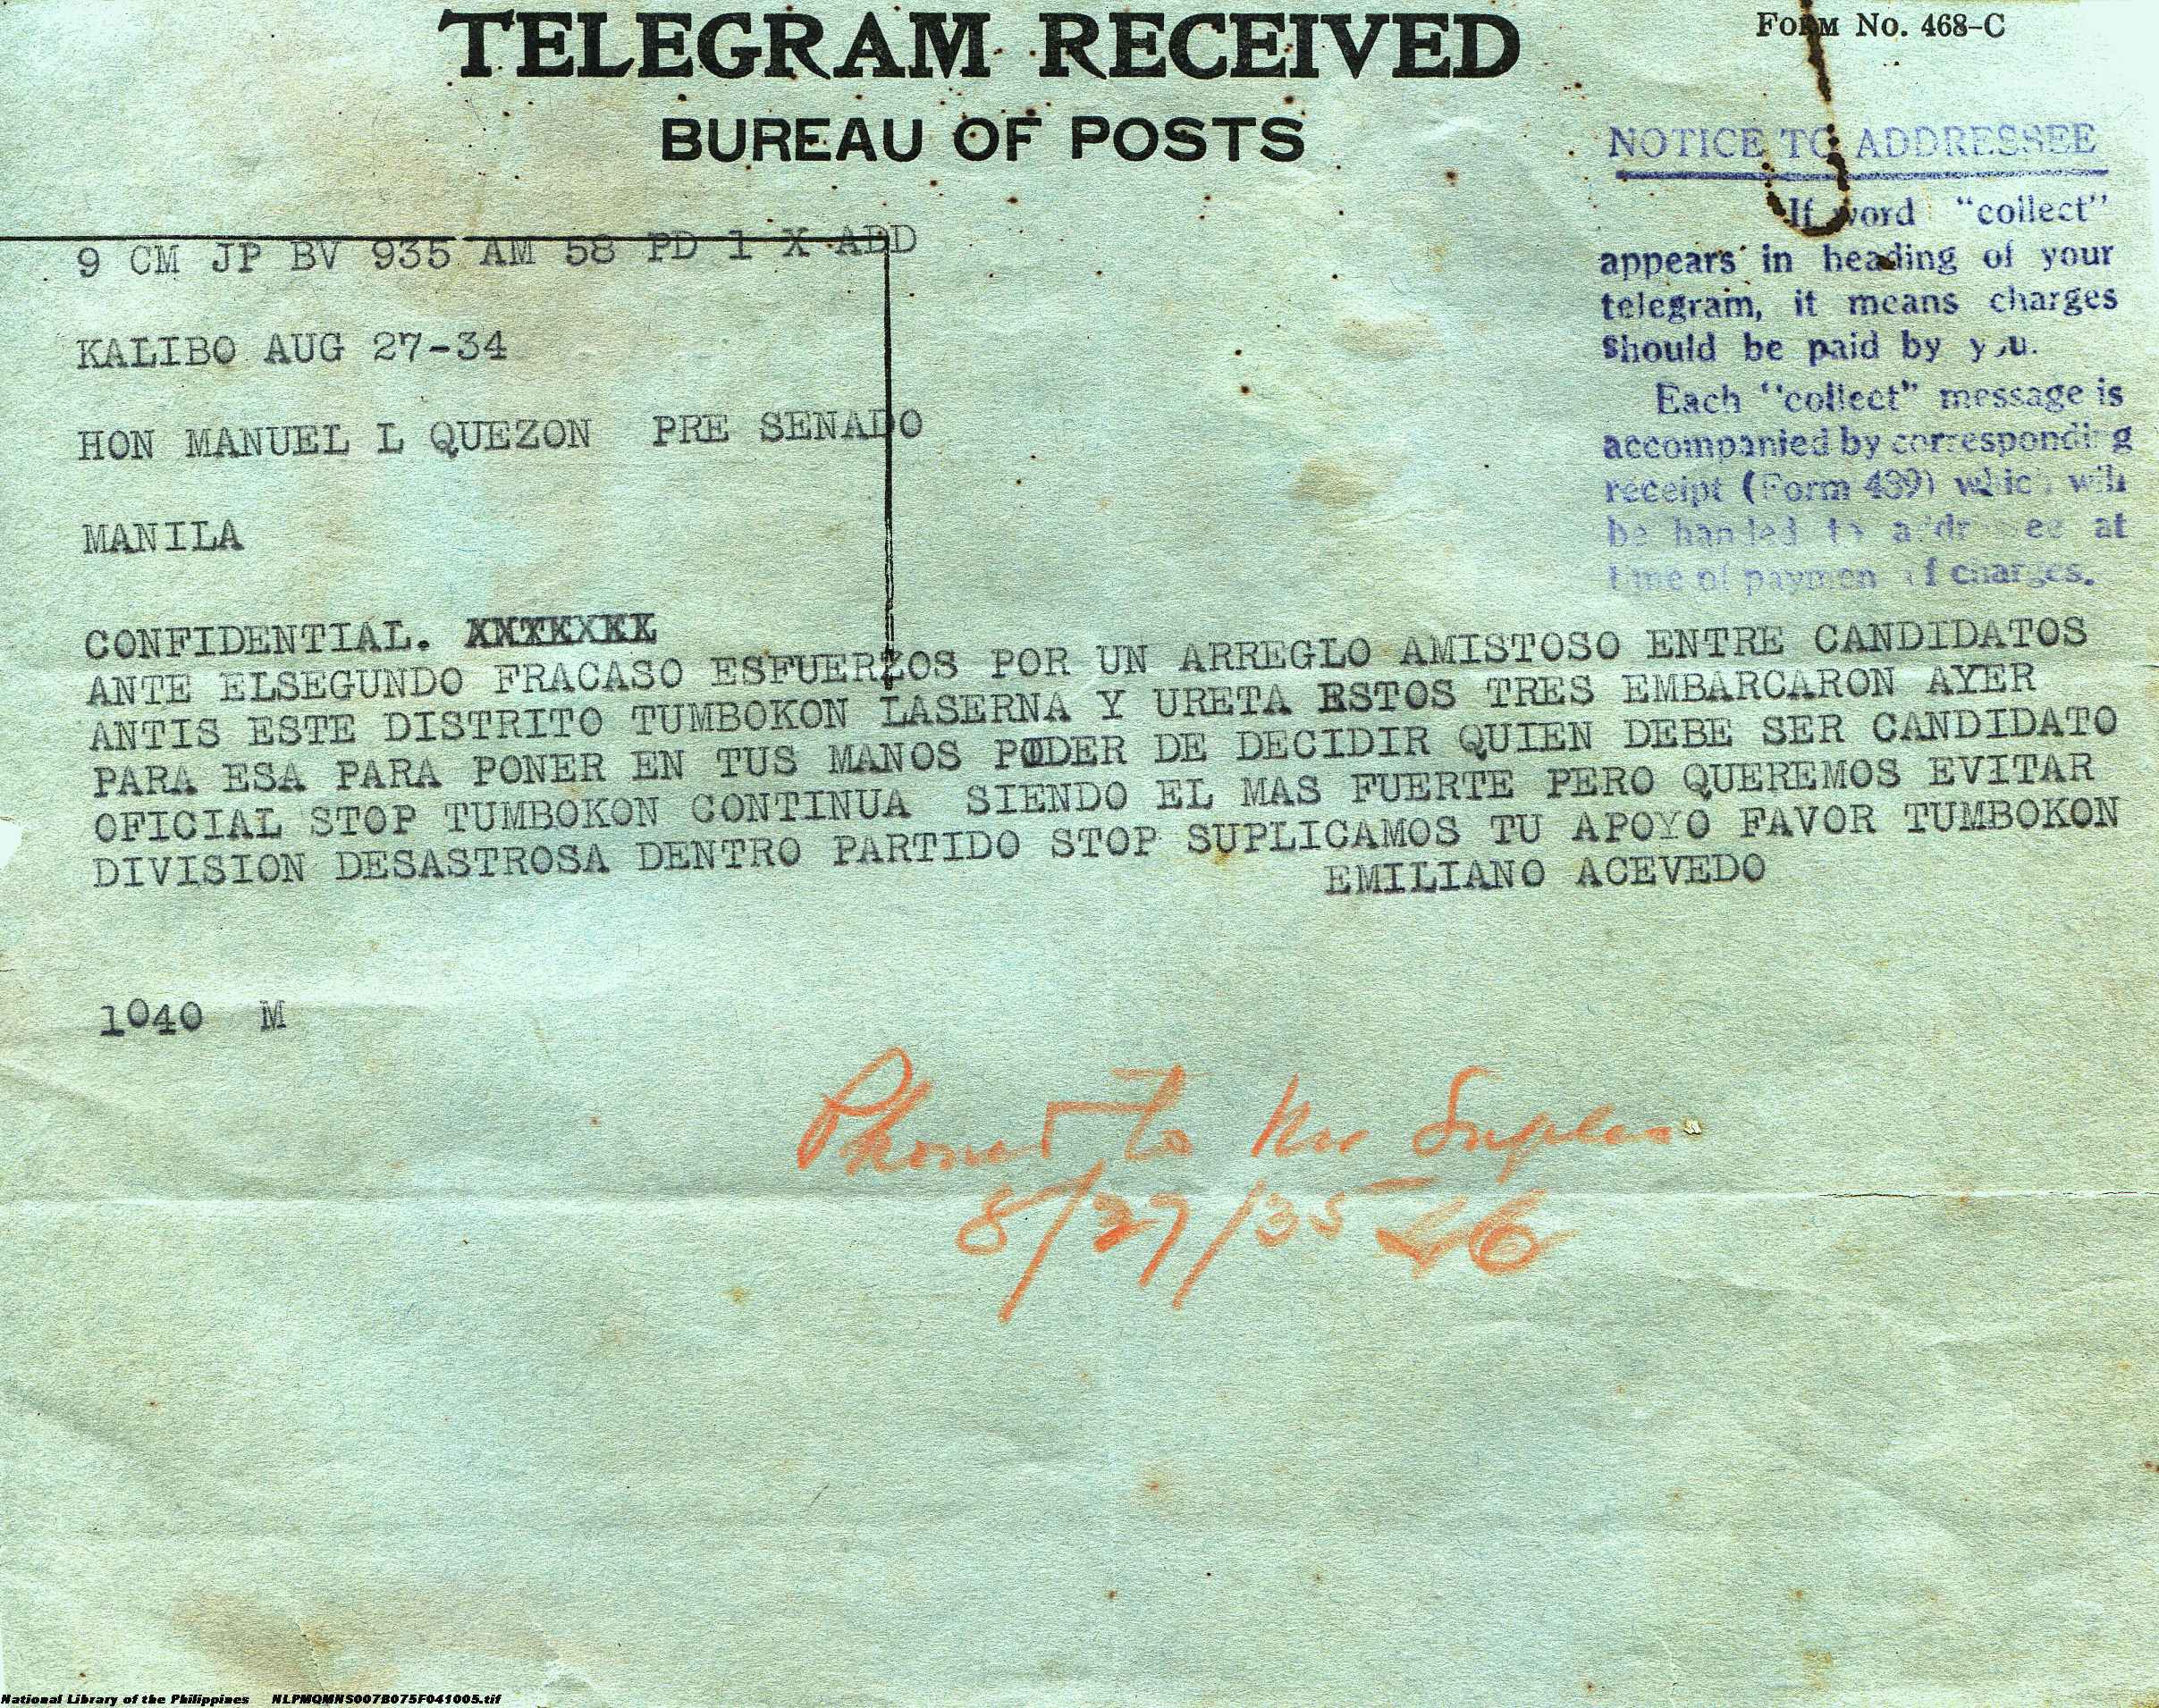 TELEGRAM RECEIVED
BUREAU OF POSTS
FORM No. 468-C
NOTICE TO ADDRESSEE
If word "collect"
appears in heading of your
telegram, it means charges
Should be paid by you.
Each "collect" message is
accompanied by corresponding
receipt (Form 439) which will
be handed to addressee at
time of payment of charges.
9 CM JP BV 935 AM 58 PD 1 X ADD
KALIBO AUG 27-34
HON MANUEL L QUEZON PRE SENADO
MANILA
CONFIDENTIAL.
ANTE ELSEGUNDO FRACASO ESFUERZOS POR UN ARREGLO AMISTOSO ENTRE CANDIDATOS
ANTIS ESTE DISTRITO TUMBOKON LASERNA Y URETA ESTOS TRES EMBARCARON AYER
PARA ESA PARA PONER EN TUS MANOS PODER DE DECIDIR QUIEN DEBE SER CANDIDATO
OFICIAL STOP TUMBOKON CONTINUA SIENDO EL MAS FUERTE PERO QUEREMOS EVITAR
DIVISION DESASTROSA DENTRO PARTIDO STOP SUPLICAMOS TU APOYO FAVOR TUMBOKON
EMILIANO ACEVEDO
1040 M
Phoned to
8/27/35
National Library of the Philippines NLPMQMNS007B075F041005.tif